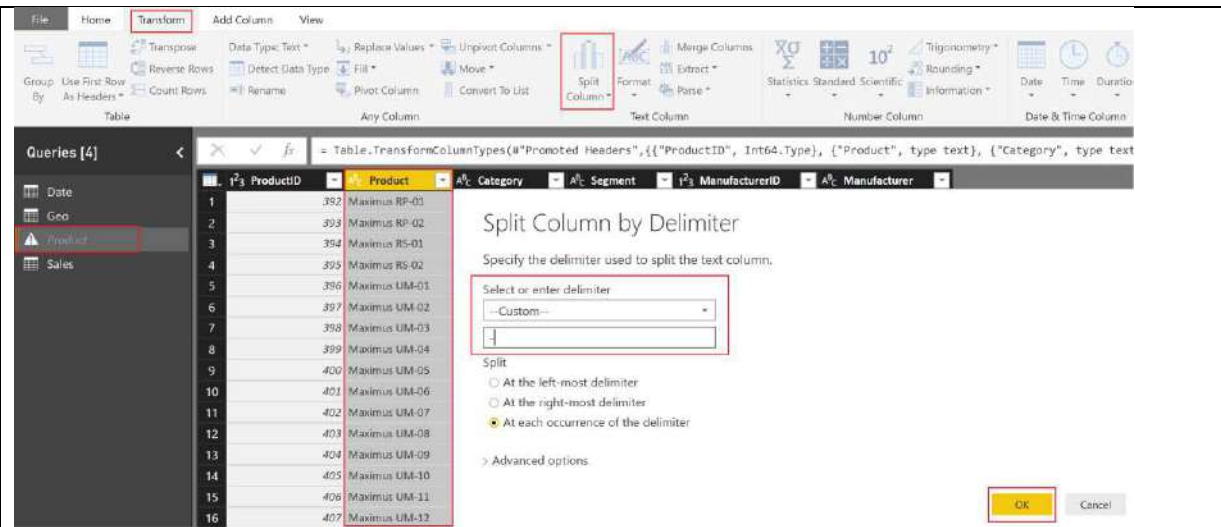 File Home Transform Add Column View
Transpose Data Type: Text Replace Values Unpivot Columns Merge Columns Trigonometry
Reverse Rows Detect Data Type Fill Move Extract Rounding
Group By Use First Row As Headers Count Rows Rename Pivot Column Convert To List Split Column Format Parse Statistics Standard Scientific 10² Information Date Time Duratio
Table Any Column Text Column Number Column Date & Time Column
Queries [4] fx = Table.TransformColumnTypes(#"Promoted Headers",{{"ProductID", Int64.Type}, {"Product", type text}, {"Category", type text
Date
Geo
Product
Sales
1²3 ProductID ABC Product ABC Category ABC Segment 1²3 ManufacturerID ABC Manufacturer
1 392 Maximus RP-01
2 393 Maximus RP-02
3 394 Maximus RS-01
4 395 Maximus RS-02
5 396 Maximus UM-01
6 397 Maximus UM-02
7 398 Maximus UM-03
8 399 Maximus UM-04
9 400 Maximus UM-05
10 401 Maximus UM-06
11 402 Maximus UM-07
12 403 Maximus UM-08
13 404 Maximus UM-09
14 405 Maximus UM-10
15 406 Maximus UM-11
16 407 Maximus UM-12
Split Column by Delimiter
Specify the delimiter used to split the text column.
Select or enter delimiter
--Custom--
-
Split
At the left-most delimiter
At the right-most delimiter
At each occurrence of the delimiter
> Advanced options
OK Cancel